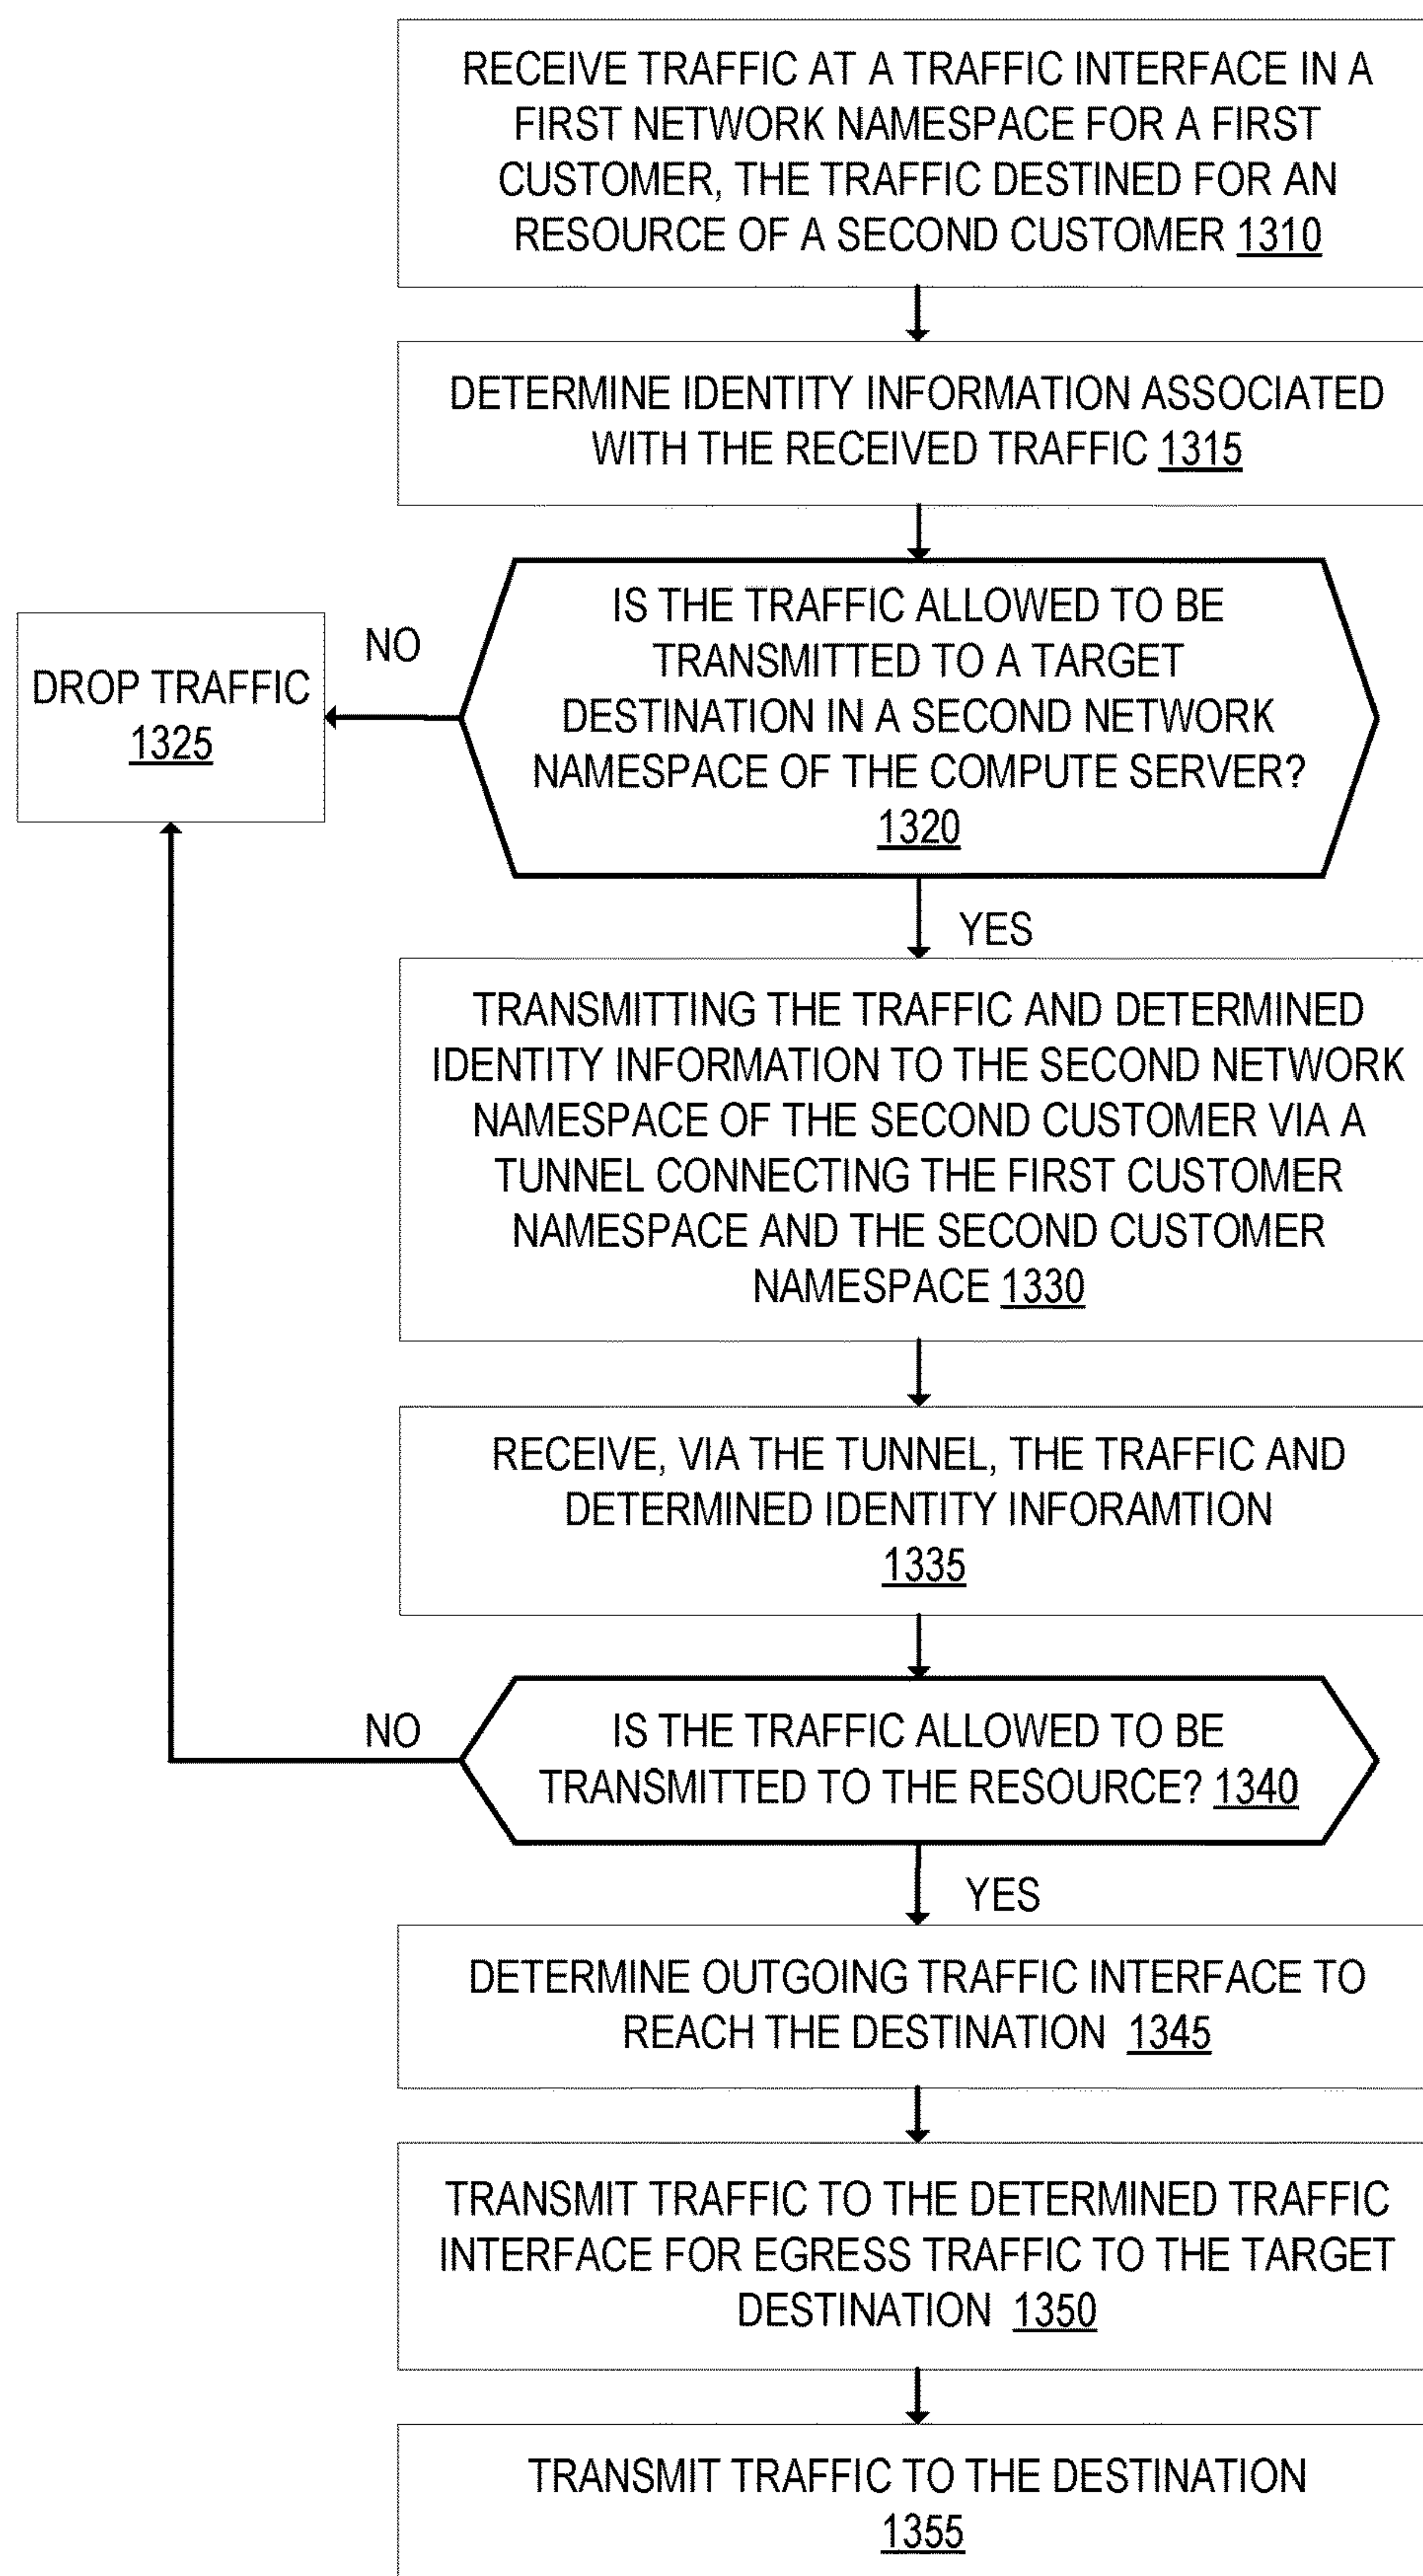 RECEIVE TRAFFIC AT A TRAFFIC INTERFACE IN A
FIRST NETWORK NAMESPACE FOR A FIRST
CUSTOMER, THE TRAFFIC DESTINED FOR AN
RESOURCE OF A SECOND CUSTOMER 1310
DETERMINE IDENTITY INFORMATION ASSOCIATED
WITH THE RECEIVED TRAFFIC 1315
IS THE TRAFFIC ALLOWED TO BE
TRANSMITTED TO A TARGET
DESTINATION IN A SECOND NETWORK
NAMESPACE OF THE COMPUTE SERVER?
1320
NO
DROP TRAFFIC
1325
YES
TRANSMITTING THE TRAFFIC AND DETERMINED
IDENTITY INFORMATION TO THE SECOND NETWORK
NAMESPACE OF THE SECOND CUSTOMER VIA A
TUNNEL CONNECTING THE FIRST CUSTOMER
NAMESPACE AND THE SECOND CUSTOMER
NAMESPACE 1330
RECEIVE, VIA THE TUNNEL, THE TRAFFIC AND
DETERMINED IDENTITY INFORAMTION
1335
IS THE TRAFFIC ALLOWED TO BE
TRANSMITTED TO THE RESOURCE? 1340
NO
YES
DETERMINE OUTGOING TRAFFIC INTERFACE TO
REACH THE DESTINATION 1345
TRANSMIT TRAFFIC TO THE DETERMINED TRAFFIC
INTERFACE FOR EGRESS TRAFFIC TO THE TARGET
DESTINATION 1350
TRANSMIT TRAFFIC TO THE DESTINATION
1355